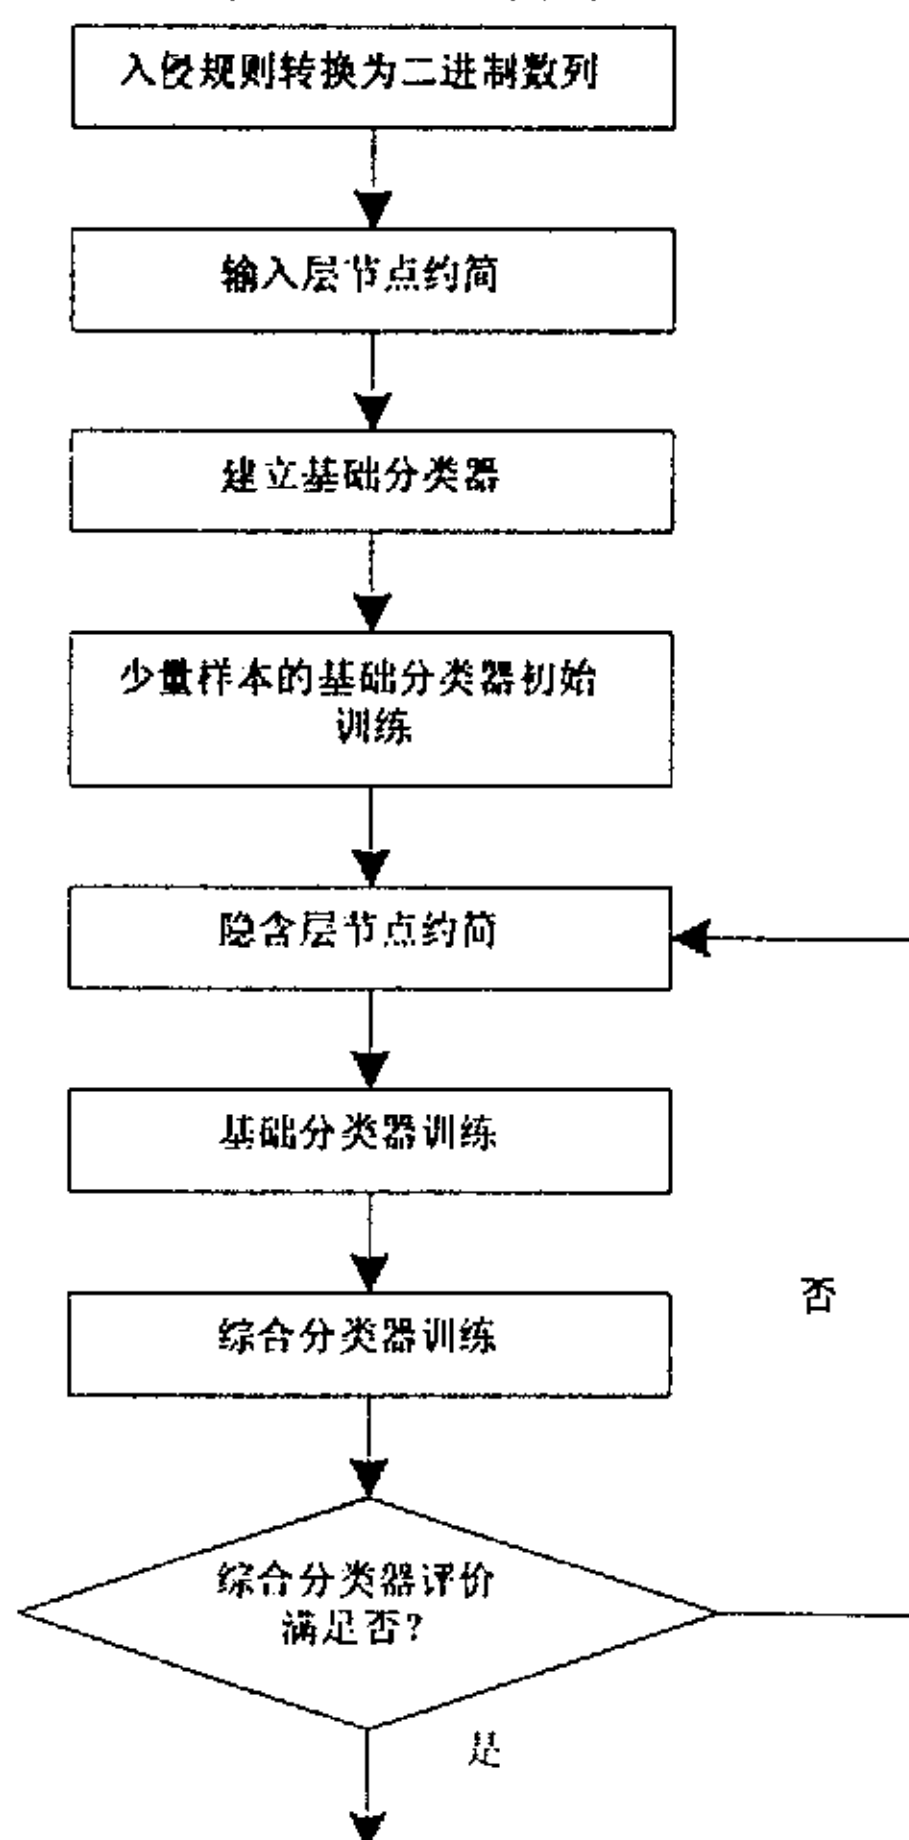 入侵规则转换为二进制数列
输入层节点约简
建立基础分类器
少量样本的基础分类器初始
训练
隐含层节点约简
基础分类器训练
综合分类器训练
否
综合分类器评价
满足否?
是